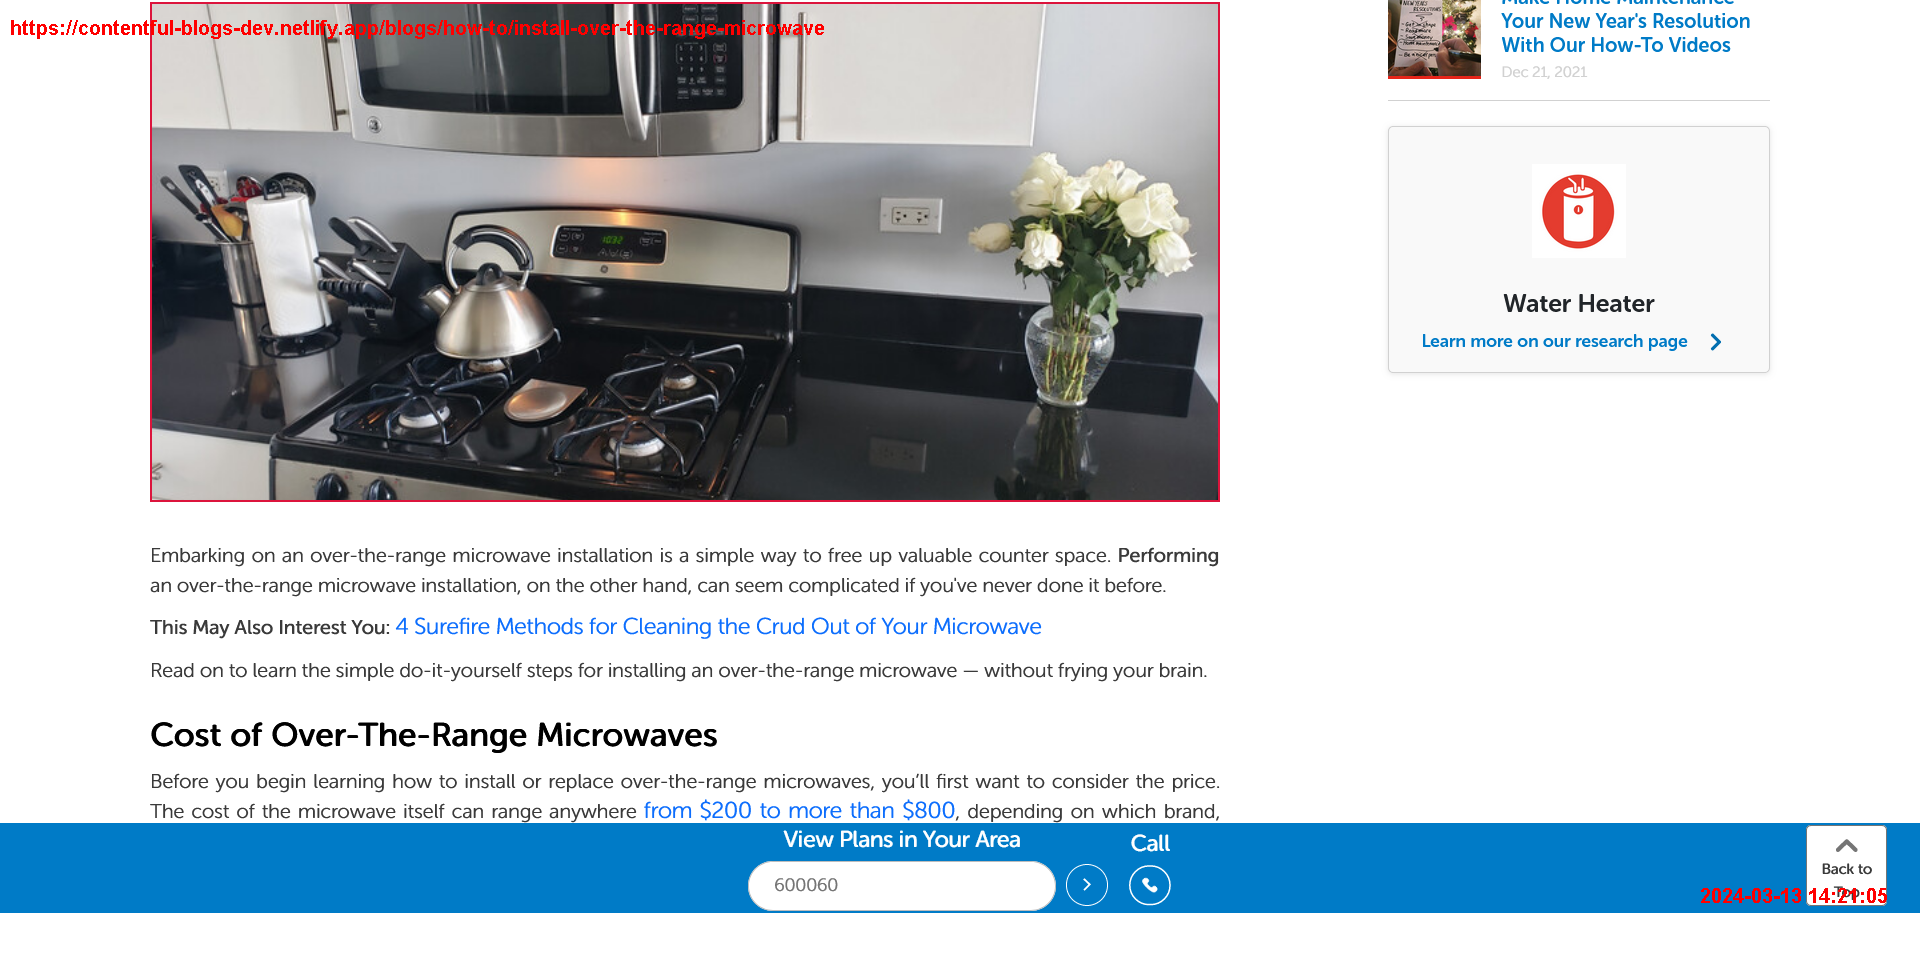 https://contentful-blogs-dev.netlify.app/blogs/how-to/install-over-the-range-microwave
10:32
Embarking on an over-the-range microwave installation is a simple way to free up valuable counter space. Performing
an over-the-range microwave installation, on the other hand, can seem complicated if you've never done it before.
This May Also Interest You: 4 Surefire Methods for Cleaning the Crud Out of Your Microwave
Read on to learn the simple do-it-yourself steps for installing an over-the-range microwave — without frying your brain.
Cost of Over-The-Range Microwaves
Before you begin learning how to install or replace over-the-range microwaves, you’ll first want to consider the price.
The cost of the microwave itself can range anywhere from $200 to more than $800, depending on which brand,
Make Home Maintenance
Your New Year's Resolution
With Our How-To Videos
Dec 21, 2021
Water Heater
Learn more on our research page
View Plans in Your Area
600060
Call
Back to
Top
2024-03-13 14:21:05